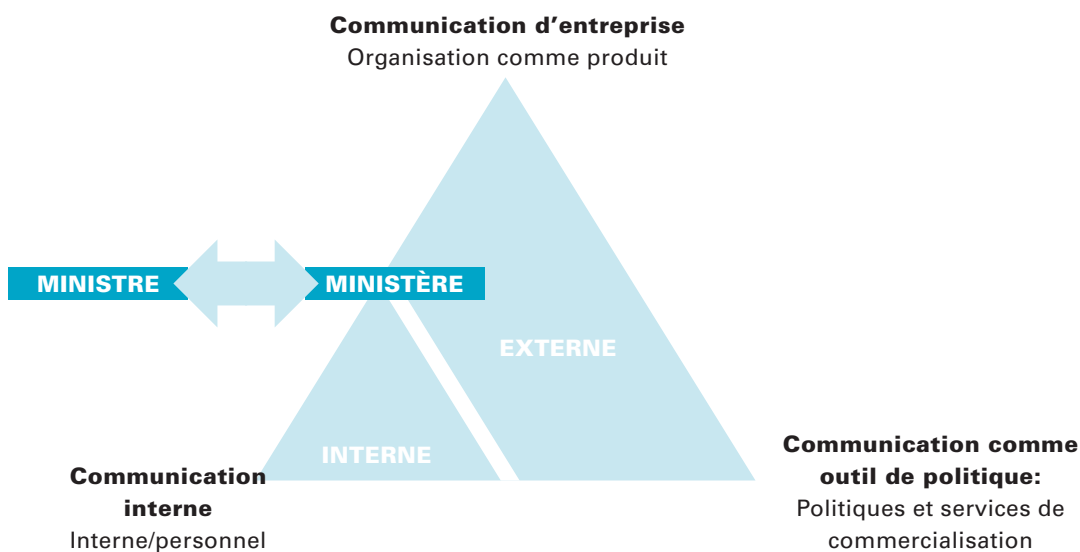 Communication d’entreprise
Organisation comme produit
MINISTRE
MINISTÈRE
EXTERNE
INTERNE
Communication
interne
Interne/personnel
Communication comme
outil de politique:
Politiques et services de
commercialisation